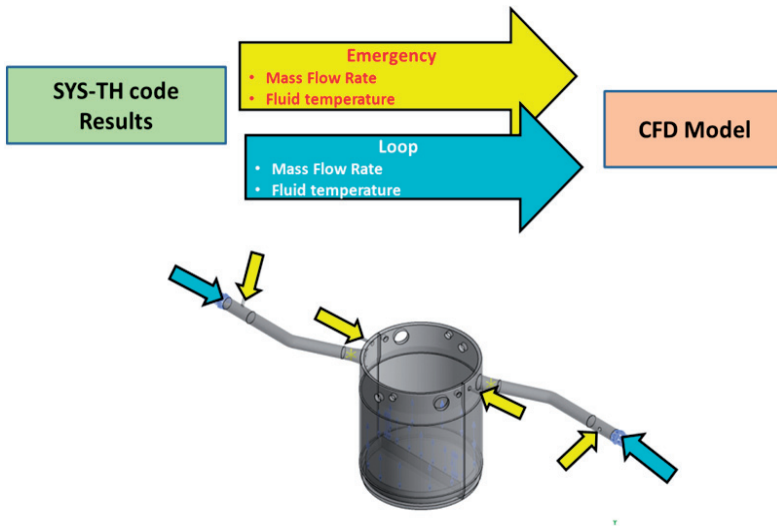 Emergency
• Mass Flow Rate
• Fluid temperature
SYS-TH code
Results
CFD Model
Loop
• Mass Flow Rate
• Fluid temperature
Y